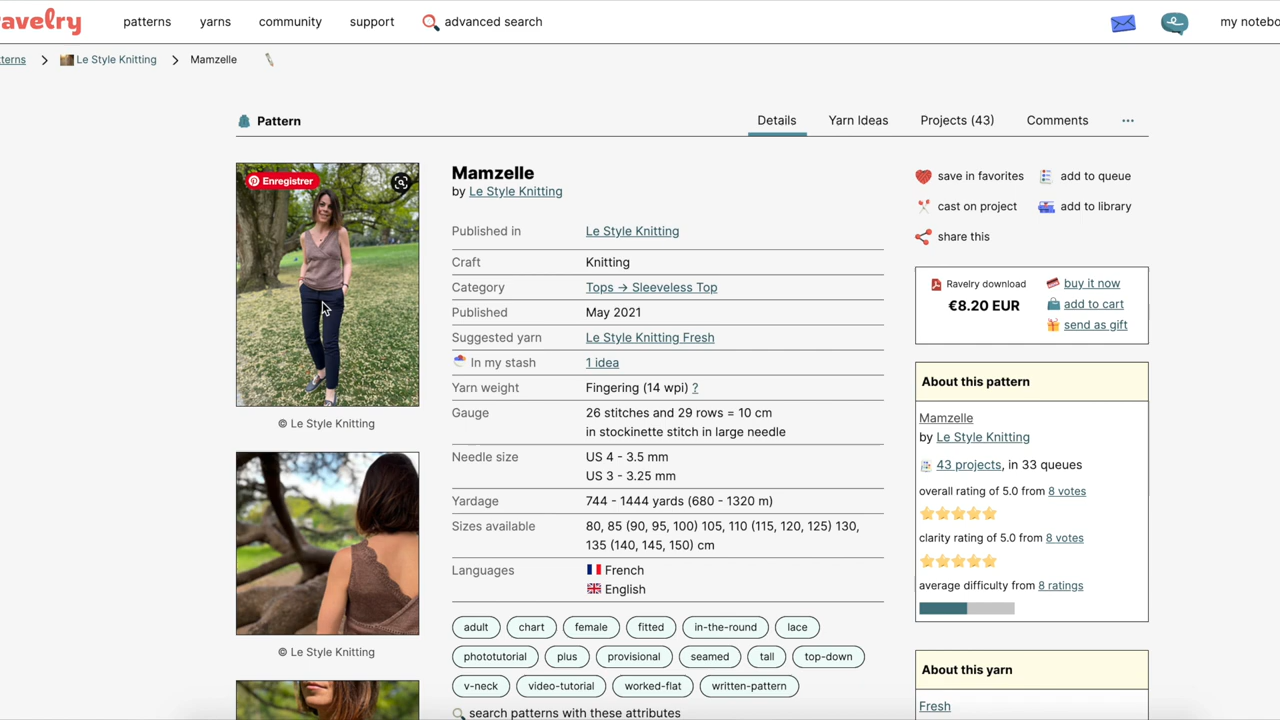 avelry patterns yarns community support advanced search my notebo
terns Le Style Knitting Mamzelle
Pattern Details Yarn Ideas Projects (43) Comments ...
Enregistrer
© Le Style Knitting
© Le Style Knitting
Mamzelle
by Le Style Knitting
Published in Le Style Knitting
Craft Knitting
Category Tops → Sleeveless Top
Published May 2021
Suggested yarn Le Style Knitting Fresh
In my stash 1 idea
Yarn weight Fingering (14 wpi) ?
Gauge 26 stitches and 29 rows = 10 cm
in stockinette stitch in large needle
Needle size US 4 - 3.5 mm
US 3 - 3.25 mm
Yardage 744 - 1444 yards (680 - 1320 m)
Sizes available 80, 85 (90, 95, 100) 105, 110 (115, 120, 125) 130,
135 (140, 145, 150) cm
Languages French
English
adult chart female fitted in-the-round lace
phototutorial plus provisional seamed tall top-down
v-neck video-tutorial worked-flat written-pattern
search patterns with these attributes
save in favorites add to queue
cast on project add to library
share this
Ravelry download buy it now
€8.20 EUR add to cart
send as gift
About this pattern
Mamzelle
by Le Style Knitting
43 projects, in 33 queues
overall rating of 5.0 from 8 votes
clarity rating of 5.0 from 8 votes
average difficulty from 8 ratings
About this yarn
Fresh